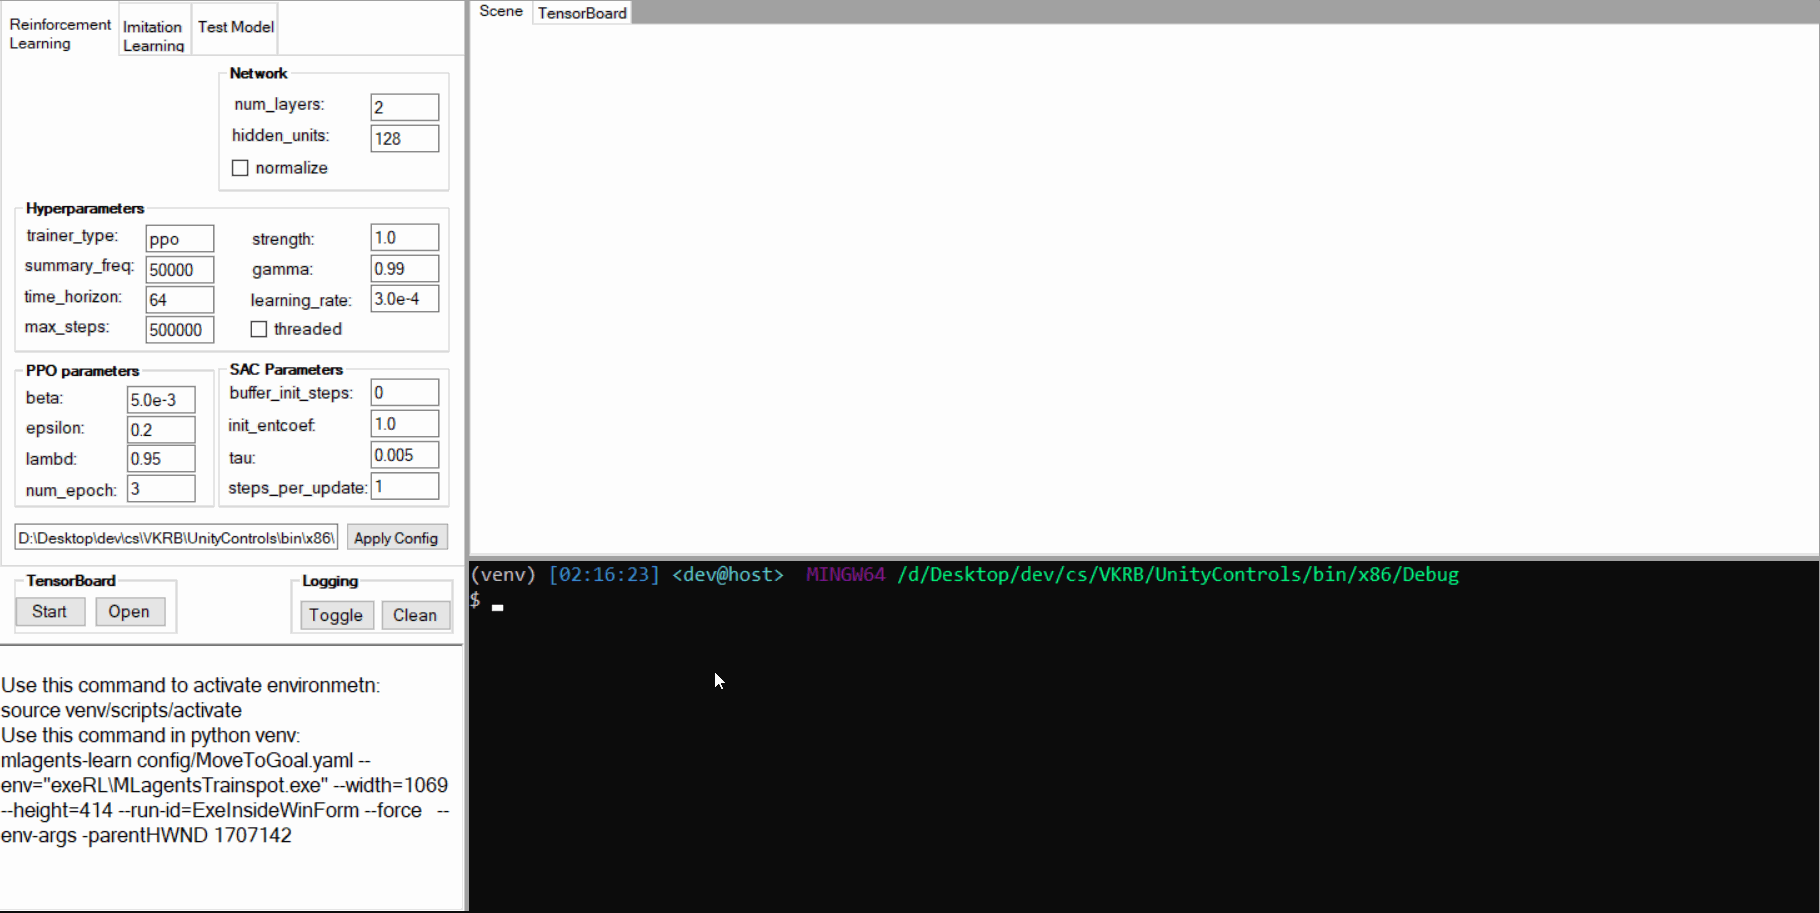 Reinforcement
Learning
Imitation
Learning
Test Model
Network
num_layers:
2
hidden_units:
128
normalize
Hyperparameters
trainer_type:
ppo
strength:
1.0
summary_freq:
50000
gamma:
0.99
time_horizon:
64
learning_rate:
3.0e-4
max_steps:
500000
threaded
PPO parameters
beta:
5.0e-3
epsilon:
0.2
lambd:
0.95
num_epoch:
3
SAC Parameters
buffer_init_steps:
0
init_entcoef:
1.0
tau:
0.005
steps_per_update:
1
D:\Desktop\dev\cs\VKRB\UnityControls\bin\x86\
Apply Config
TensorBoard
Start
Open
Logging
Toggle
Clean
Use this command to activate environmetn:
source venv/scripts/activate
Use this command in python venv:
mlagents-learn config/MoveToGoal.yaml --
env="exeRL\MLagentsTrainspot.exe" --width=1069
--height=414 --run-id=ExeInsideWinForm --force --
env-args -parentHWND 1707142
Scene
TensorBoard
(venv) [02:16:23] <dev@host> MINGW64 /d/Desktop/dev/cs/VKRB/UnityControls/bin/x86/Debug
$